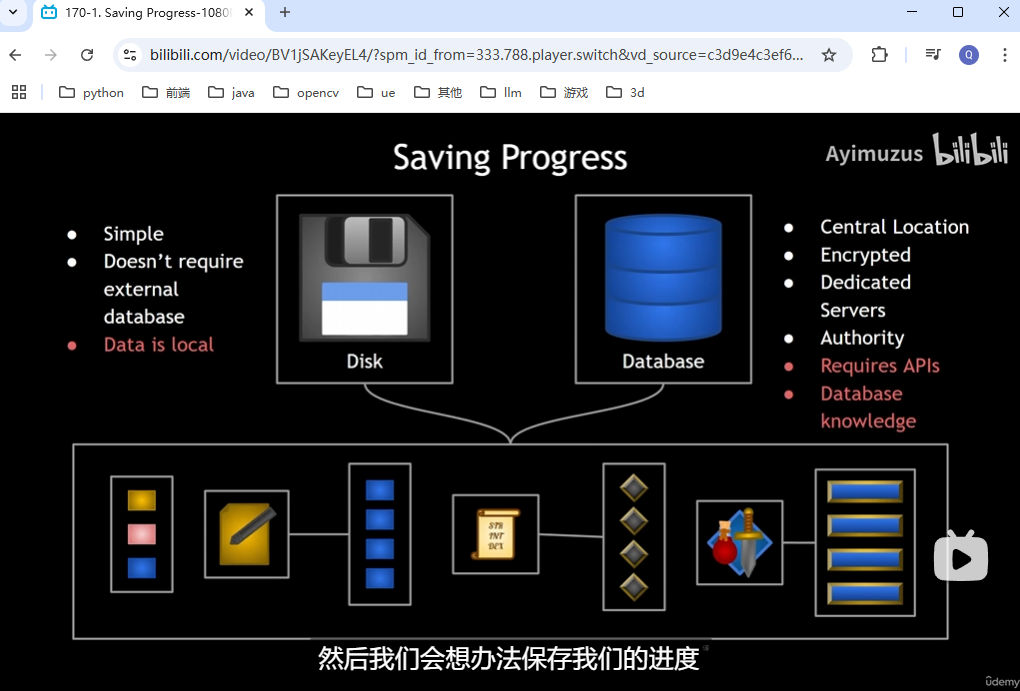 170-1. Saving Progress-1080
bilibili.com/video/BV1jSAKeyEL4/?spm_id_from=333.788.player.switch&vd_source=c3d9e4c3ef6...
Q
python
前端
java
opencv
ue
其他
llm
游戏
3d
Saving Progress
Ayimuzus bilibili
Simple
Doesn't require
external
database
Data is local
Disk
Database
Central Location
Encrypted
Dedicated
Servers
Authority
Requires APIs
Database
knowledge
STR
INT
DEX
然后我们会想办法保存我们的进度
udemy